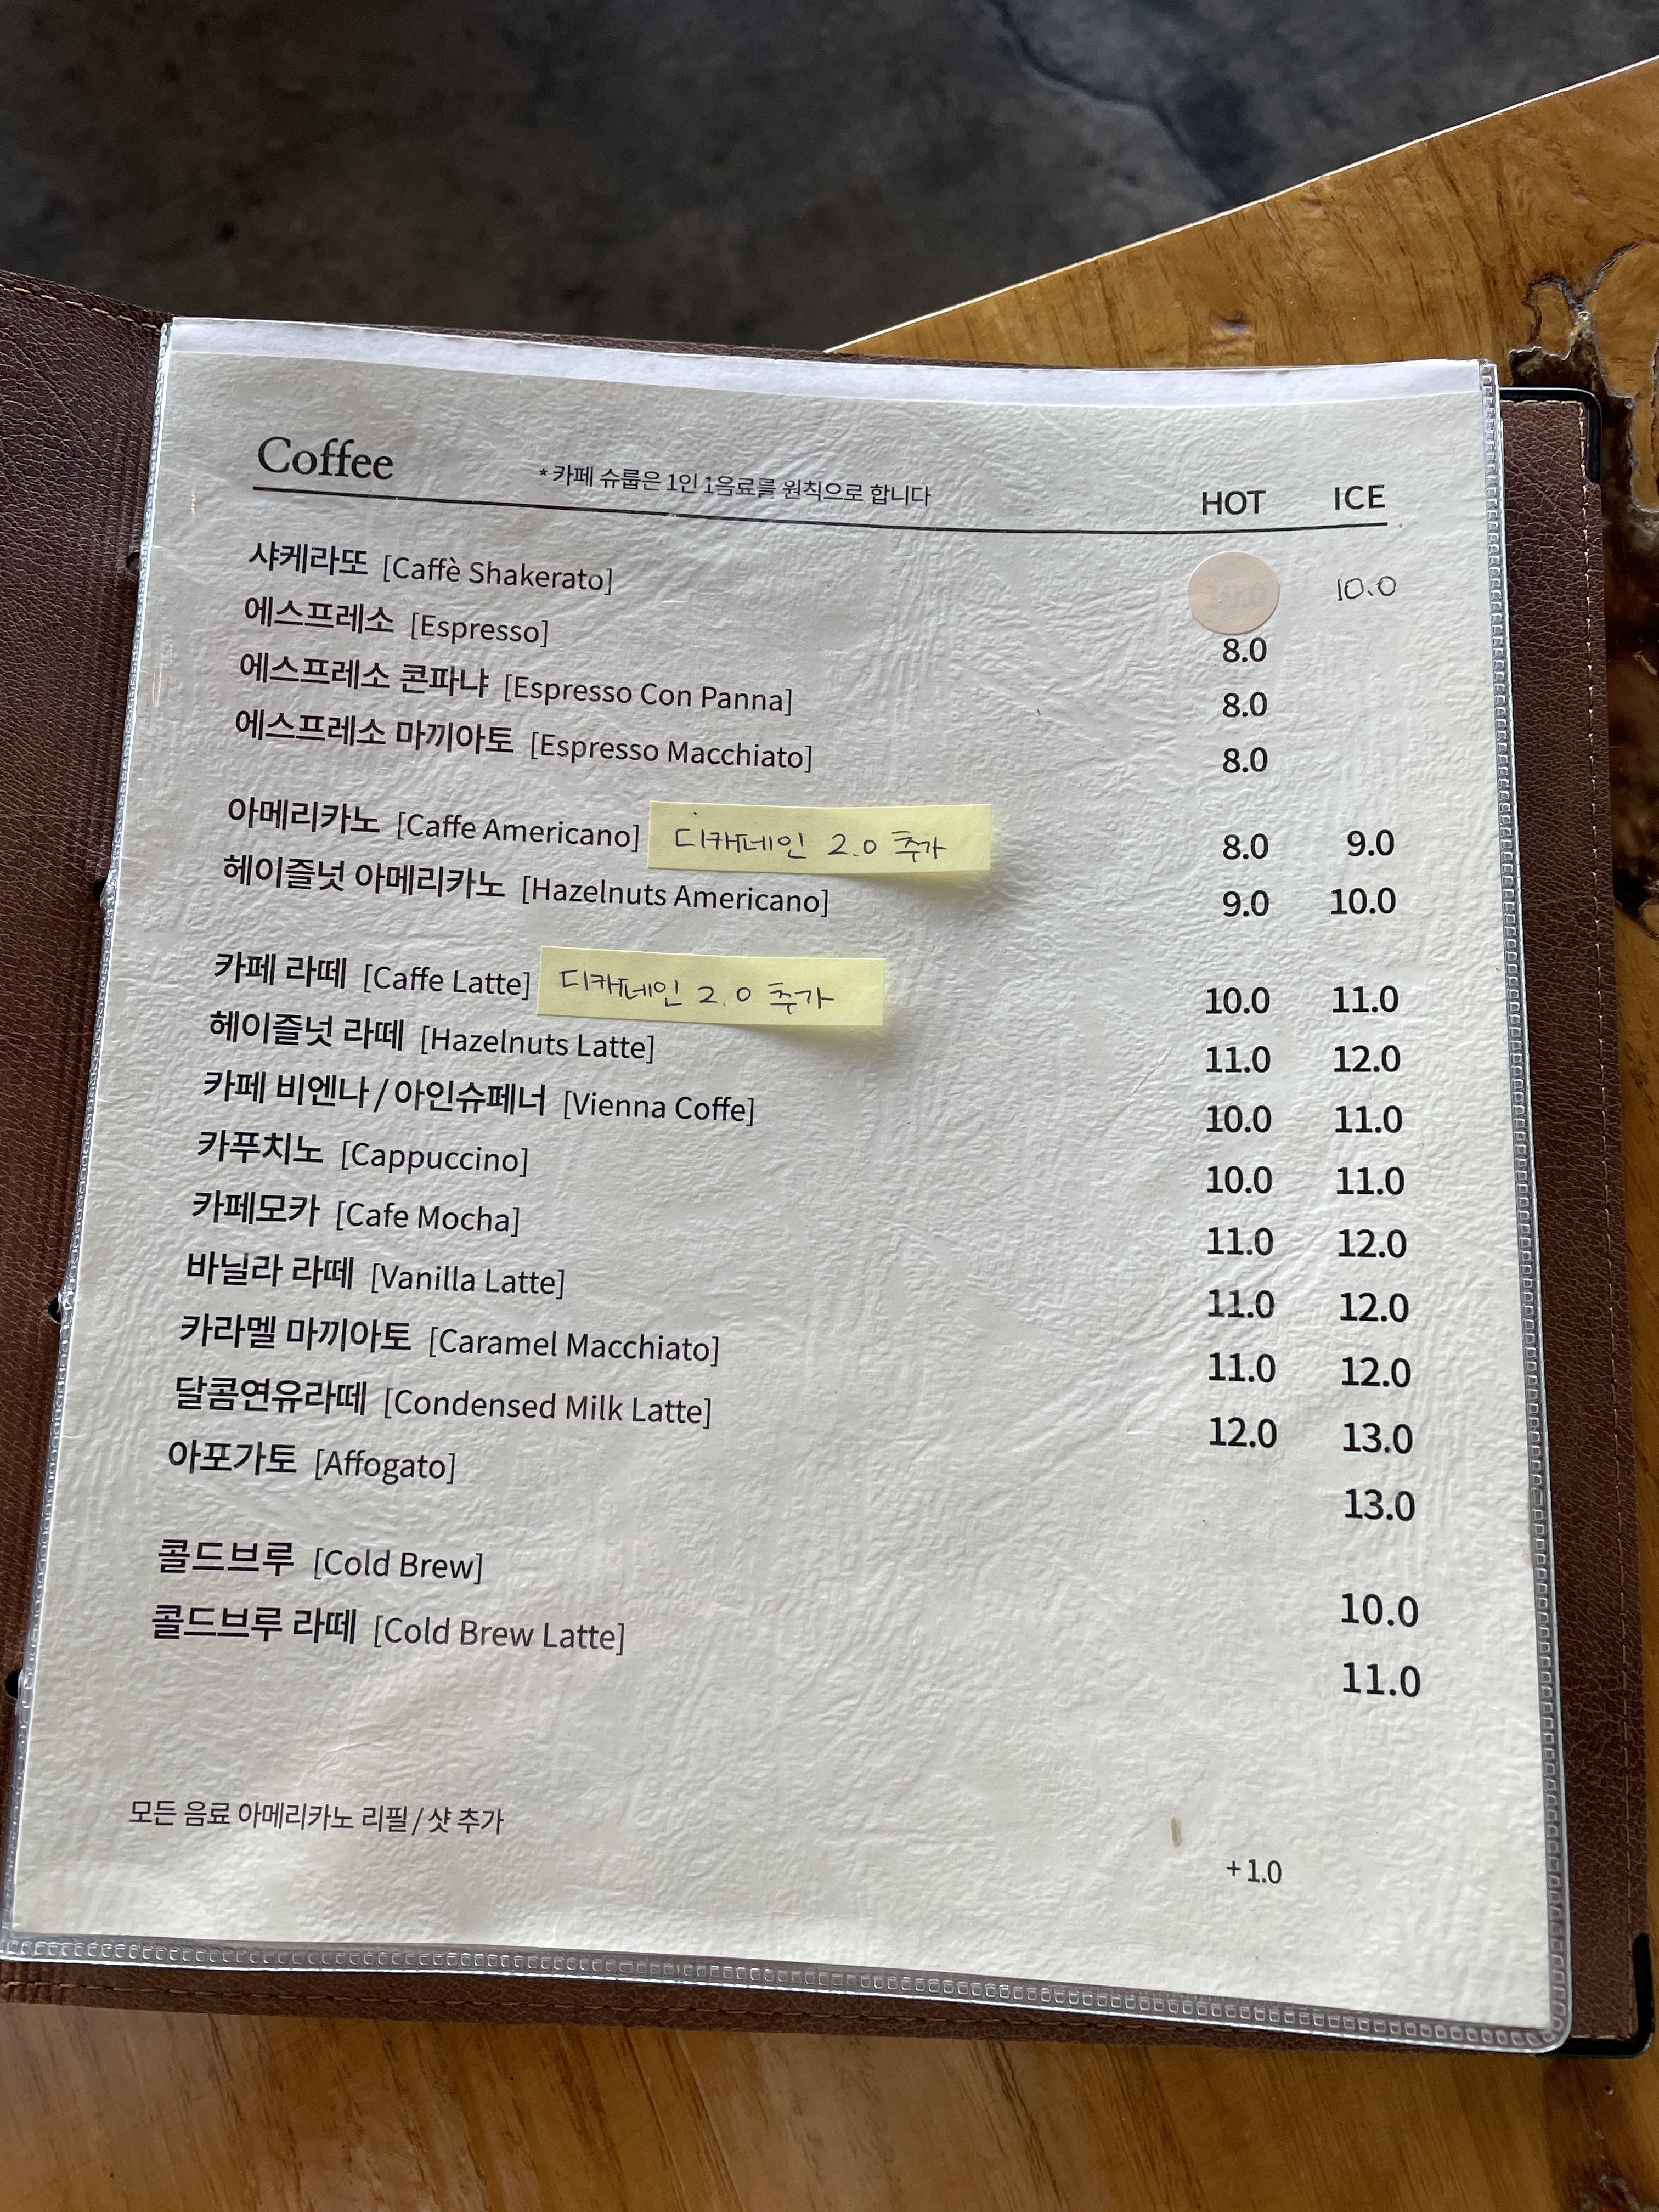 Coffee * 카페 슈룹은 1인 1음료를 원칙으로 합니다 HOT ICE
샤케라또 [Caffè Shakerato] 10.0
에스프레소 [Espresso] 8.0
에스프레소 콘파냐 [Espresso Con Panna] 8.0
에스프레소 마끼아토 [Espresso Macchiato] 8.0
아메리카노 [Caffe Americano] 디카페인 2.0 추가 8.0 9.0
헤이즐넛 아메리카노 [Hazelnuts Americano] 9.0 10.0
카페 라떼 [Caffe Latte] 디카페인 2.0 추가 10.0 11.0
헤이즐넛 라떼 [Hazelnuts Latte] 11.0 12.0
카페 비엔나 / 아인슈페너 [Vienna Coffe] 10.0 11.0
카푸치노 [Cappuccino] 10.0 11.0
카페모카 [Cafe Mocha] 11.0 12.0
바닐라 라떼 [Vanilla Latte] 11.0 12.0
카라멜 마끼아토 [Caramel Macchiato] 11.0 12.0
달콤연유라떼 [Condensed Milk Latte] 12.0 13.0
아포가토 [Affogato] 13.0
콜드브루 [Cold Brew] 10.0
콜드브루 라떼 [Cold Brew Latte] 11.0
모든 음료 아메리카노 리필 / 샷 추가 +1.0